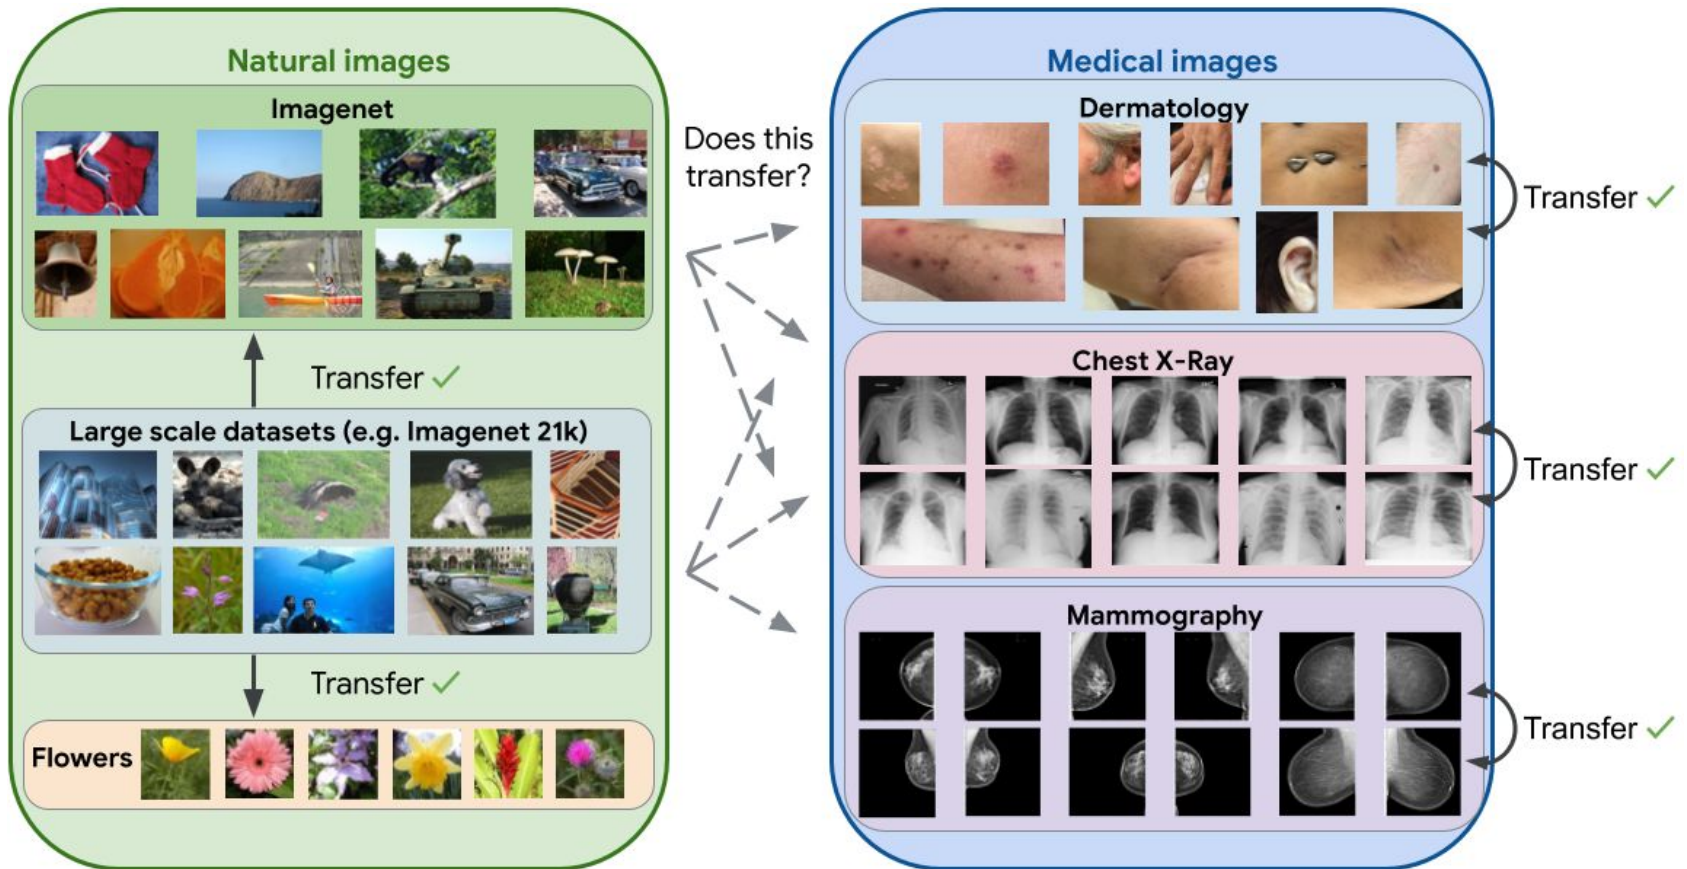 Natural images
Imagenet
Transfer ✓
Large scale datasets (e.g. Imagenet 21k)
Transfer ✓
Flowers
Does this
transfer?
Medical images
Dermatology
Transfer ✓
Chest X-Ray
Transfer ✓
Mammography
Transfer ✓